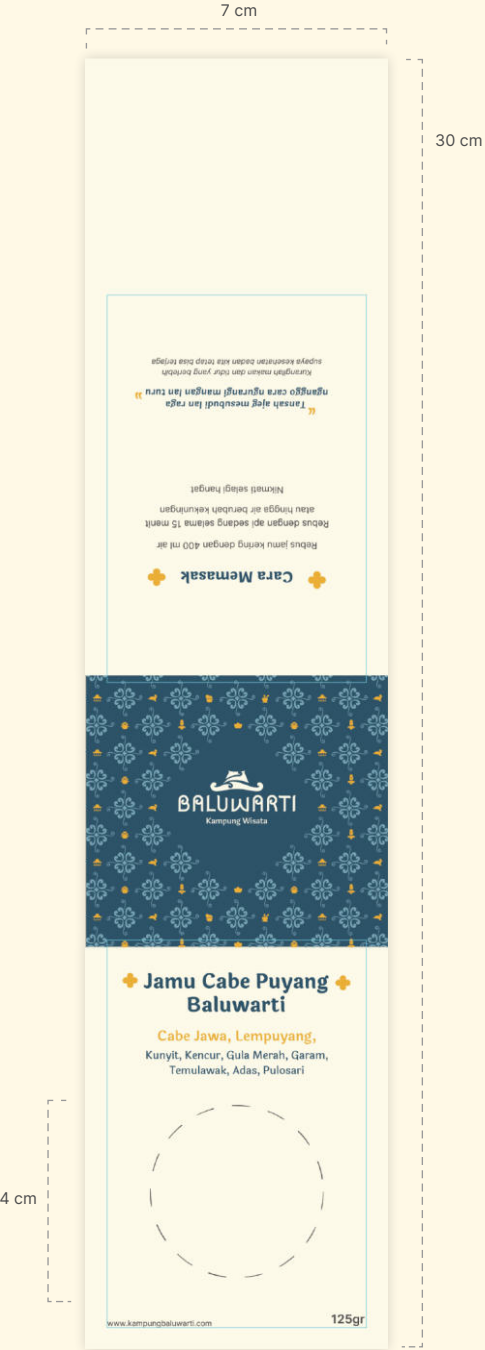 7 cm
30 cm
Cara Memasak
Rebus jamu kering dengan 400 ml air
Rebus dengan api sedang selama 15 menit
atau hingga air berubah kekuningan
Nikmati selagi hangat
"Tansah ajeg mesubudi lan raga
nganggo cara ngurangi mangan lan turu"
Kurangilah makan dan tidur yang berlebih
supaya kesehatan badan kita tetap bisa terjaga
BALUWARTI
Kampung Wisata
Jamu Cabe Puyang
Baluwarti
Cabe Jawa, Lempuyang,
Kunyit, Kencur, Gula Merah, Garam,
Temulawak, Adas, Pulosari
4 cm
www.kampungbaluwarti.com
125gr